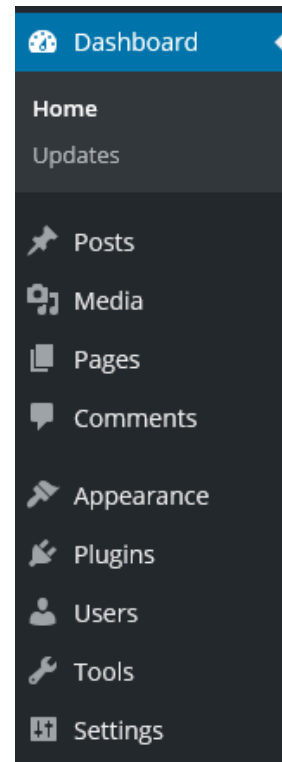 Dashboard
Home
Updates
Posts
Media
Pages
Comments
Appearance
Plugins
Users
Tools
Settings